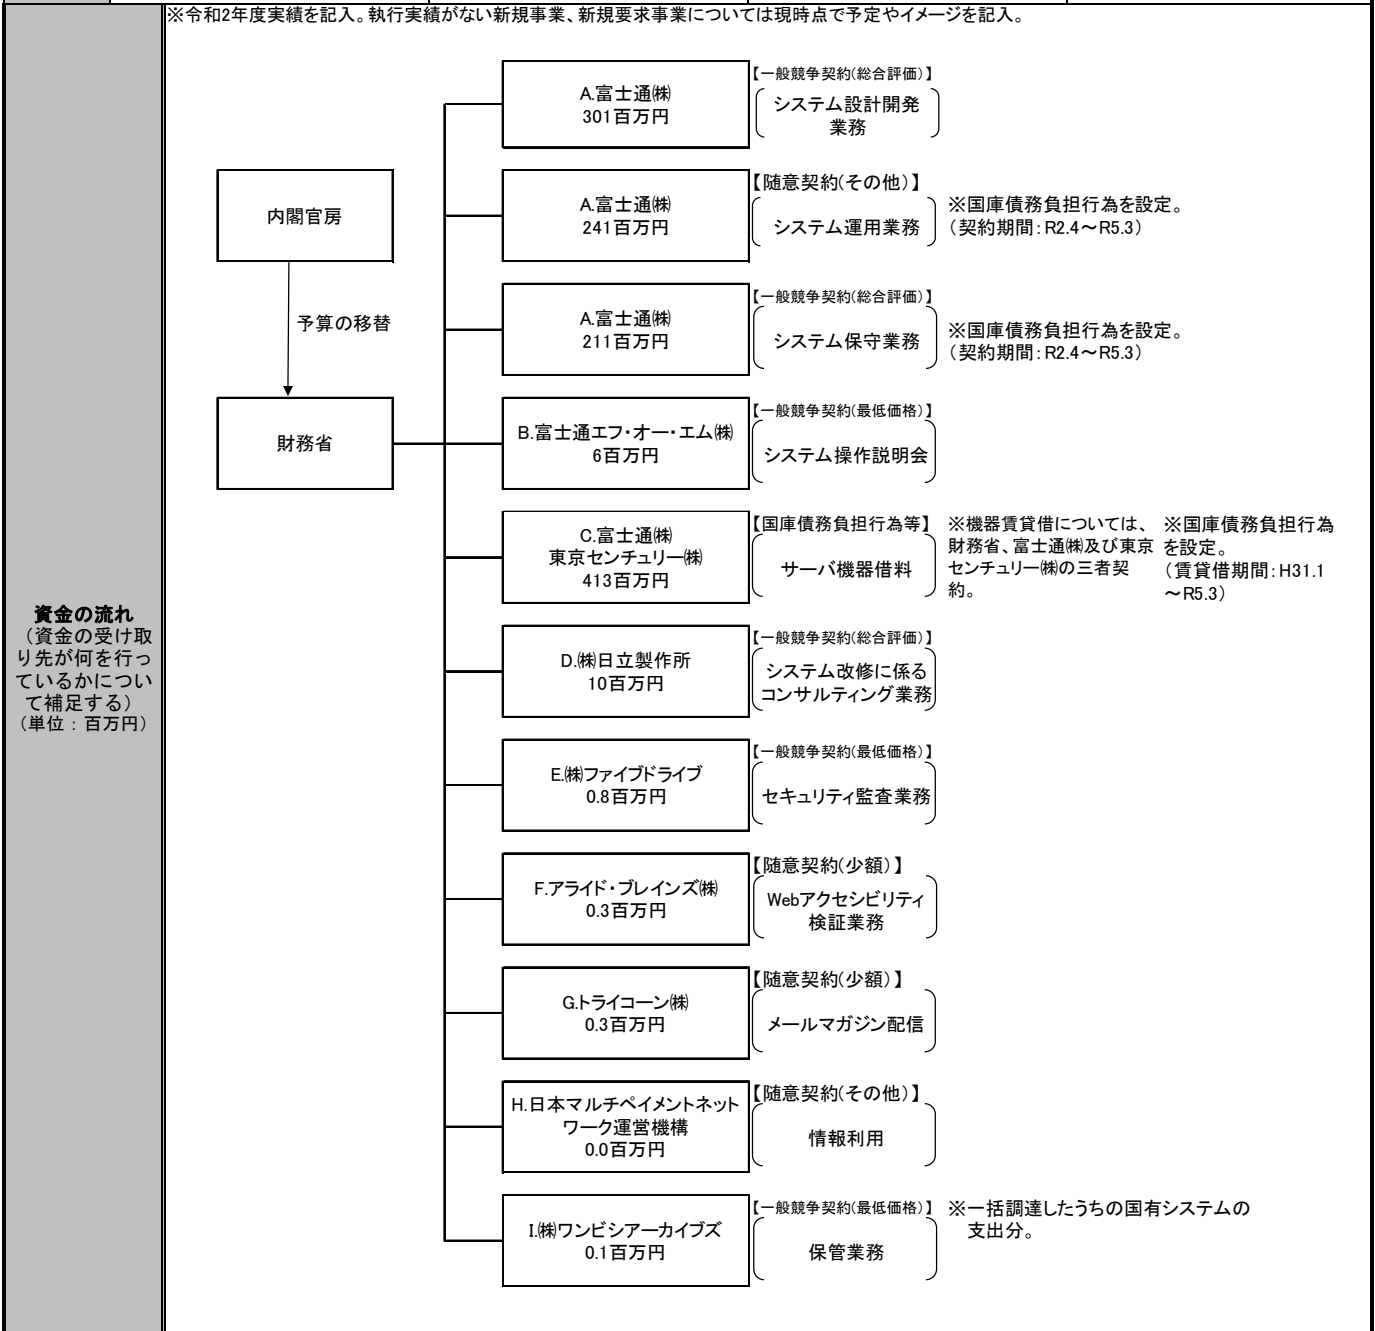 ※令和2年度実績を記入。執行実績がない新規事業、新規要求事業については現時点で予定やイメージを記入。
資金の流れ
（資金の受け取
り先が何を行っ
ているかについ
て補足する）
（単位：百万円）
内閣官房
予算の移替
財務省
A.富士通㈱
301百万円
【一般競争契約(総合評価)】
システム設計開発
業務
A.富士通㈱
241百万円
【随意契約(その他)】
システム運用業務
※国庫債務負担行為を設定。
（契約期間：R2.4～R5.3）
A.富士通㈱
211百万円
【一般競争契約(総合評価)】
システム保守業務
※国庫債務負担行為を設定。
（契約期間：R2.4～R5.3）
B.富士通エフ・オー・エム㈱
6百万円
【一般競争契約(最低価格)】
システム操作説明会
C.富士通㈱
東京センチュリー㈱
413百万円
【国庫債務負担行為等】
サーバ機器借料
※機器賃貸借については、
財務省、富士通㈱及び東京
センチュリー㈱の三者契
約。
※国庫債務負担行為
を設定。
（賃貸借期間：H31.1
～R5.3）
D.㈱日立製作所
10百万円
【一般競争契約(総合評価)】
システム改修に係る
コンサルティング業務
E.㈱ファイブドライブ
0.8百万円
【一般競争契約(最低価格)】
セキュリティ監査業務
F.アライド・ブレインズ㈱
0.3百万円
【随意契約(少額)】
Webアクセシビリティ
検証業務
G.トライコーン㈱
0.3百万円
【随意契約(少額)】
メールマガジン配信
H.日本マルチペイメントネット
ワーク運営機構
0.0百万円
【随意契約(その他)】
情報利用
I.㈱ワンビシアーカイブズ
0.1百万円
【一般競争契約(最低価格)】
保管業務
※一括調達したうちの国有システムの
支出分。